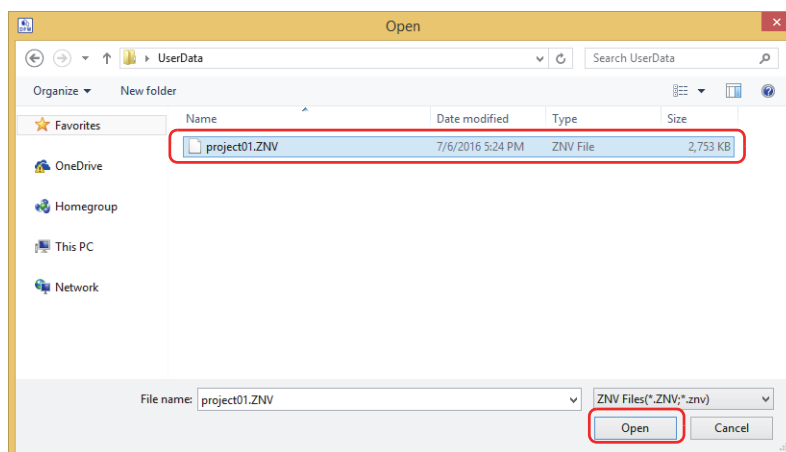 Open
UserData
Search UserData
Organize
New folder
Name
Date modified
Type
Size
Favorites
project01.ZNV
7/6/2016 5:24 PM
ZNV File
2,753 KB
OneDrive
Homegroup
This PC
Network
File name:
project01.ZNV
ZNV Files(*.ZNV;*.znv)
Open
Cancel